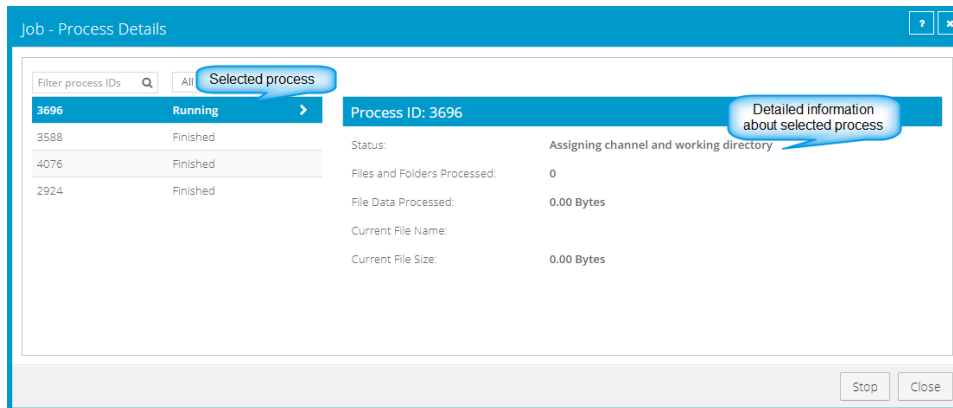 Job - Process Details
?
Filter process IDs
All
Selected process
3696 Running
3588 Finished
4076 Finished
2924 Finished
Process ID: 3696
Detailed information
about selected process
Status: Assigning channel and working directory
Files and Folders Processed: 0
File Data Processed: 0.00 Bytes
Current File Name:
Current File Size: 0.00 Bytes
Stop
Close